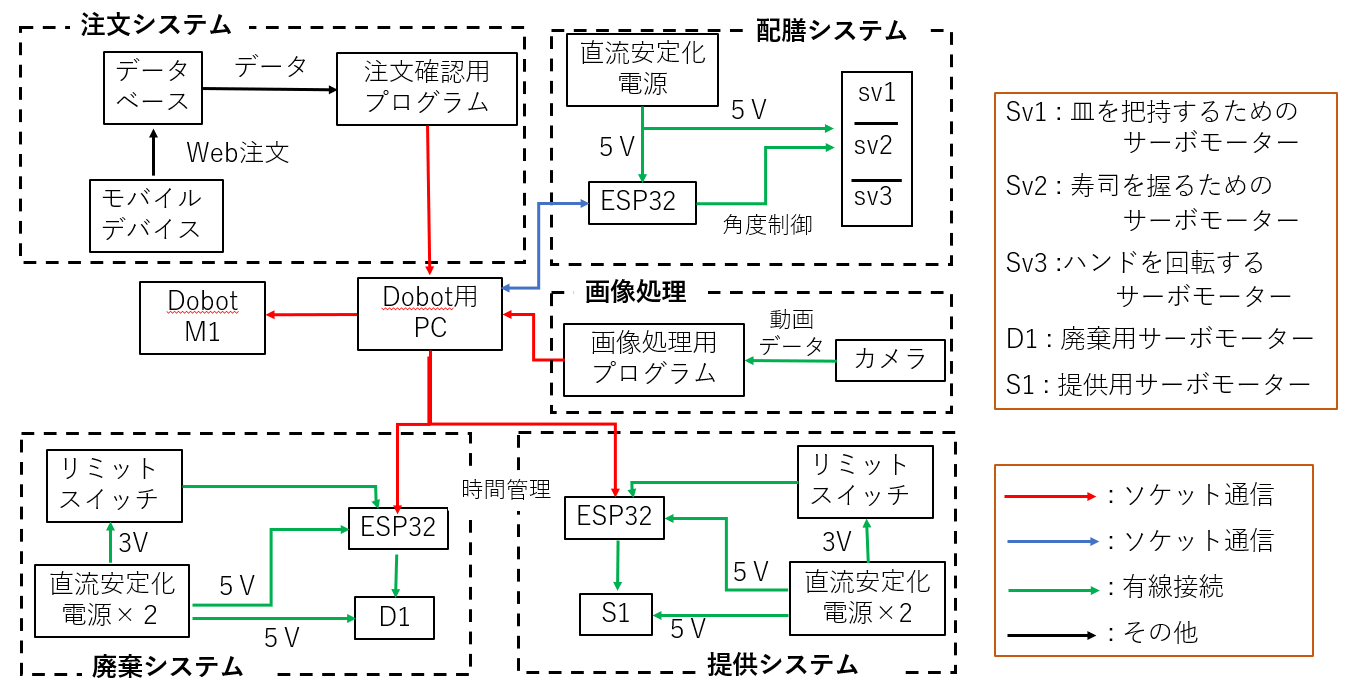 注文システム
データ
ベース
データ
注文確認用
プログラム
Web注文
モバイル
デバイス
配膳システム
直流安定化
電源
5V
5V
ESP32
角度制御
sv1
sv2
sv3
Dobot
M1
Dobot用
PC
画像処理
画像処理用
プログラム
動画
データ
カメラ
リミット
スイッチ
3V
直流安定化
電源×2
5V
5V
ESP32
D1
廃棄システム
時間管理
ESP32
S1
リミット
スイッチ
3V
5V
5V
直流安定化
電源×2
提供システム
Sv1:皿を把持するための
サーボモーター
Sv2:寿司を握るための
サーボモーター
Sv3:ハンドを回転する
サーボモーター
D1:廃棄用サーボモーター
S1:提供用サーボモーター
:ソケット通信
:ソケット通信
:有線接続
:その他